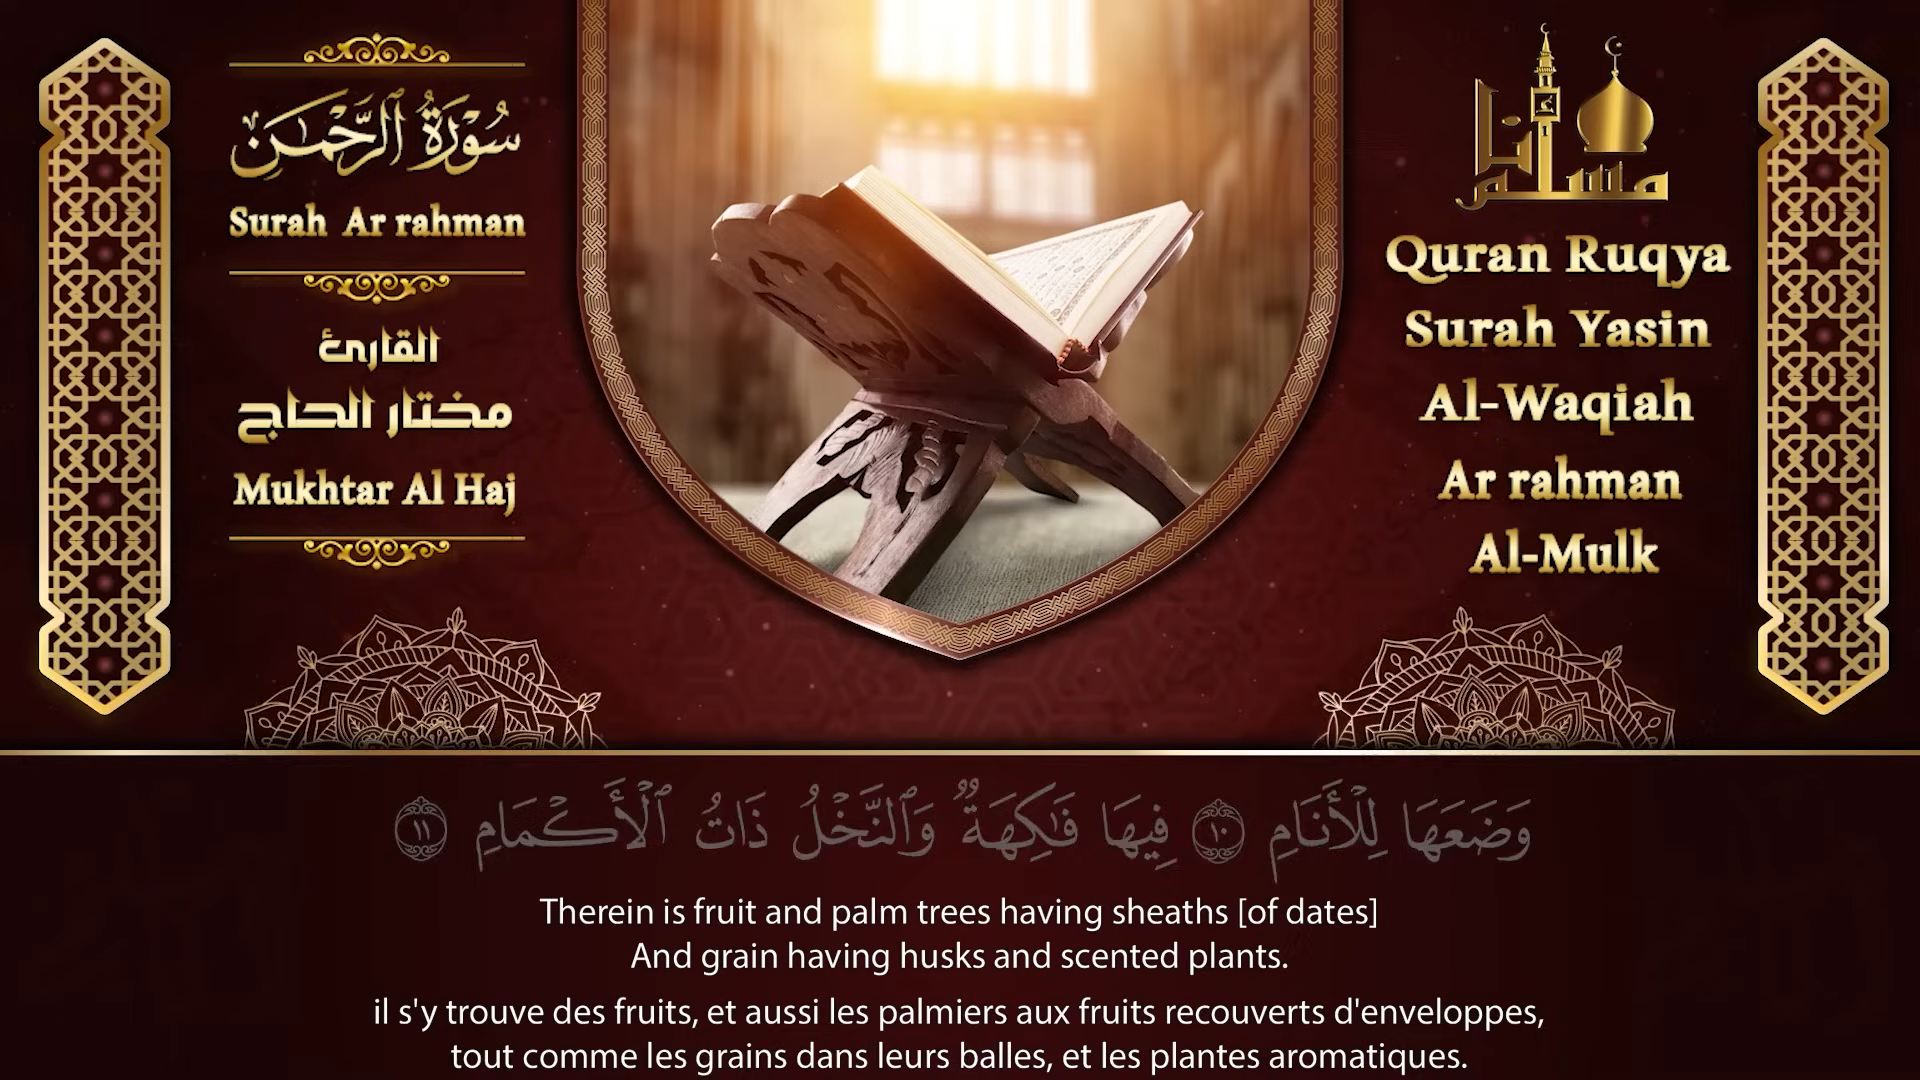 سُورَةُ ٱلرَّحْمَٰن
Surah Ar rahman
القارئ
مختار الحاج
Mukhtar Al Haj
أنا
مسلم
Quran Ruqya
Surah Yasin
Al-Waqiah
Ar rahman
Al-Mulk
وَضَعَهَا لِلْأَنَامِ ١٠ فِيهَا فَٰكِهَةٌ وَٱلنَّخْلُ ذَاتُ ٱلْأَكْمَامِ ١١
Therein is fruit and palm trees having sheaths [of dates]
And grain having husks and scented plants.
il s'y trouve des fruits, et aussi les palmiers aux fruits recouverts d'enveloppes,
tout comme les grains dans leurs balles, et les plantes aromatiques.